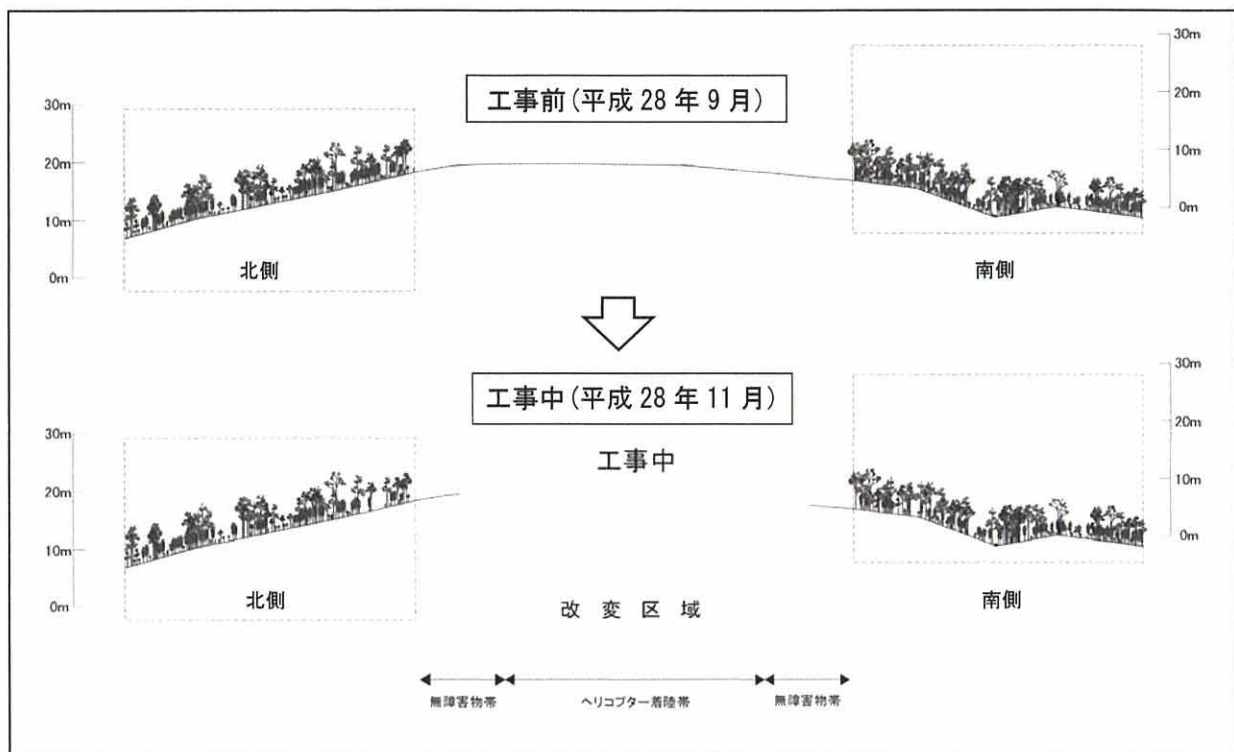 工事前(平成28年9月)
30m
20m
10m
0m
北側
30m
20m
10m
0m
南側
工事中(平成28年11月)
工事中
30m
20m
10m
0m
北側
30m
20m
10m
0m
南側
改変区域
無障害物帯
ヘリコプター着陸帯
無障害物帯